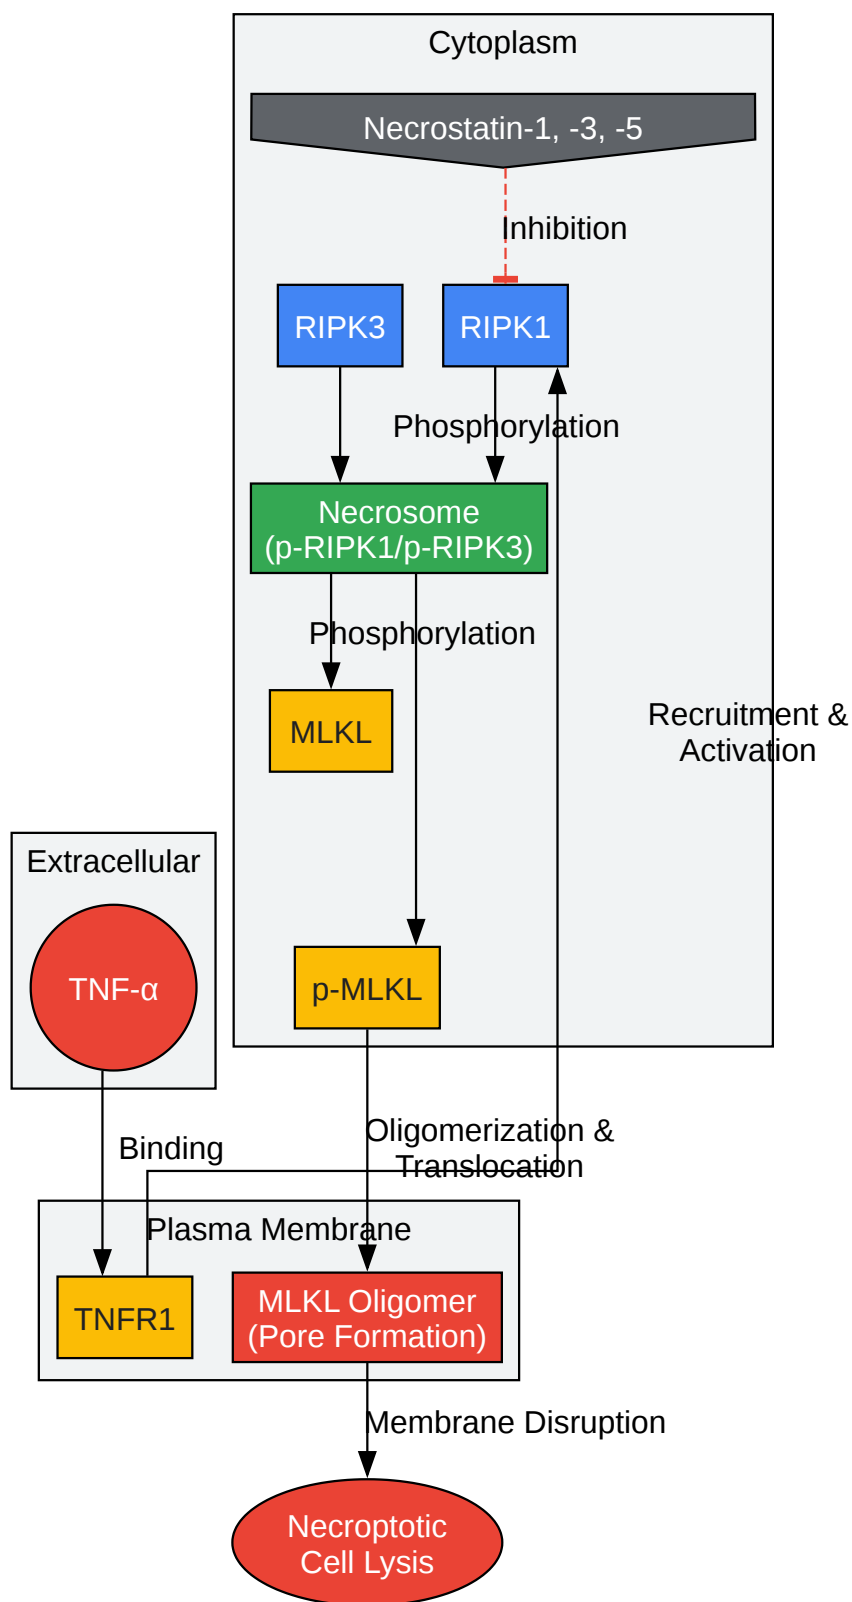 Cytoplasm
Necrostatin-1, -3, -5
Inhibition
RIPK3
RIPK1
Phosphorylation
Necrosome
(p-RIPK1/p-RIPK3)
Phosphorylation
MLKL
Recruitment &
Activation
Extracellular
TNF-α
p-MLKL
Binding
Oligomerization &
Translocation
Plasma Membrane
TNFR1
MLKL Oligomer
(Pore Formation)
Membrane Disruption
Necroptotic
Cell Lysis